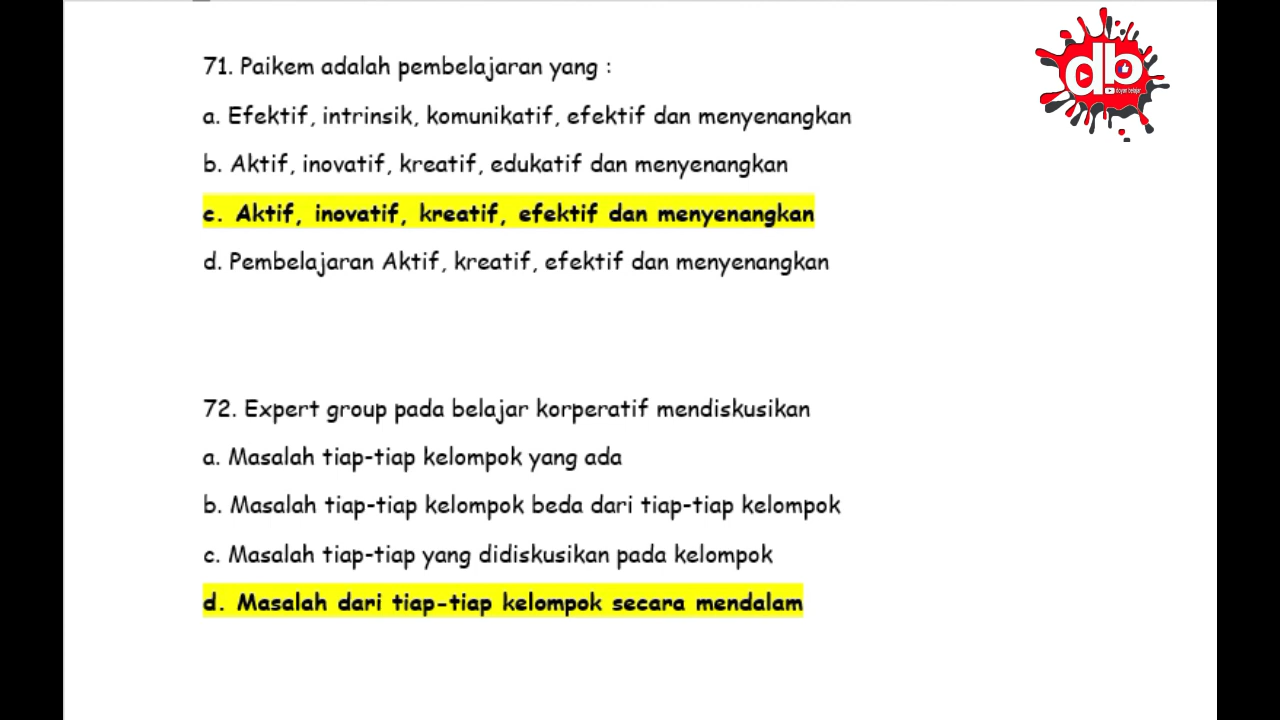 71. Paikem adalah pembelajaran yang :
a. Efektif, intrinsik, komunikatif, efektif dan menyenangkan
b. Aktif, inovatif, kreatif, edukatif dan menyenangkan
c. Aktif, inovatif, kreatif, efektif dan menyenangkan
d. Pembelajaran Aktif, kreatif, efektif dan menyenangkan
72. Expert group pada belajar korperatif mendiskusikan
a. Masalah tiap-tiap kelompok yang ada
b. Masalah tiap-tiap kelompok beda dari tiap-tiap kelompok
c. Masalah tiap-tiap yang didiskusikan pada kelompok
d. Masalah dari tiap-tiap kelompok secara mendalam
db
doyan belajar